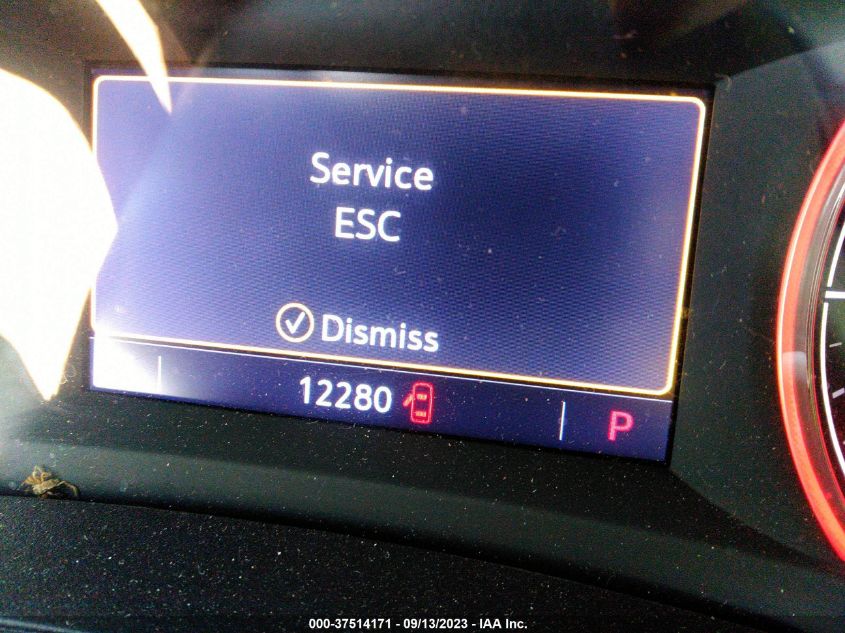 Service
ESC
Dismiss
12280
P
000-37514171 - 09/13/2023 - IAA Inc.